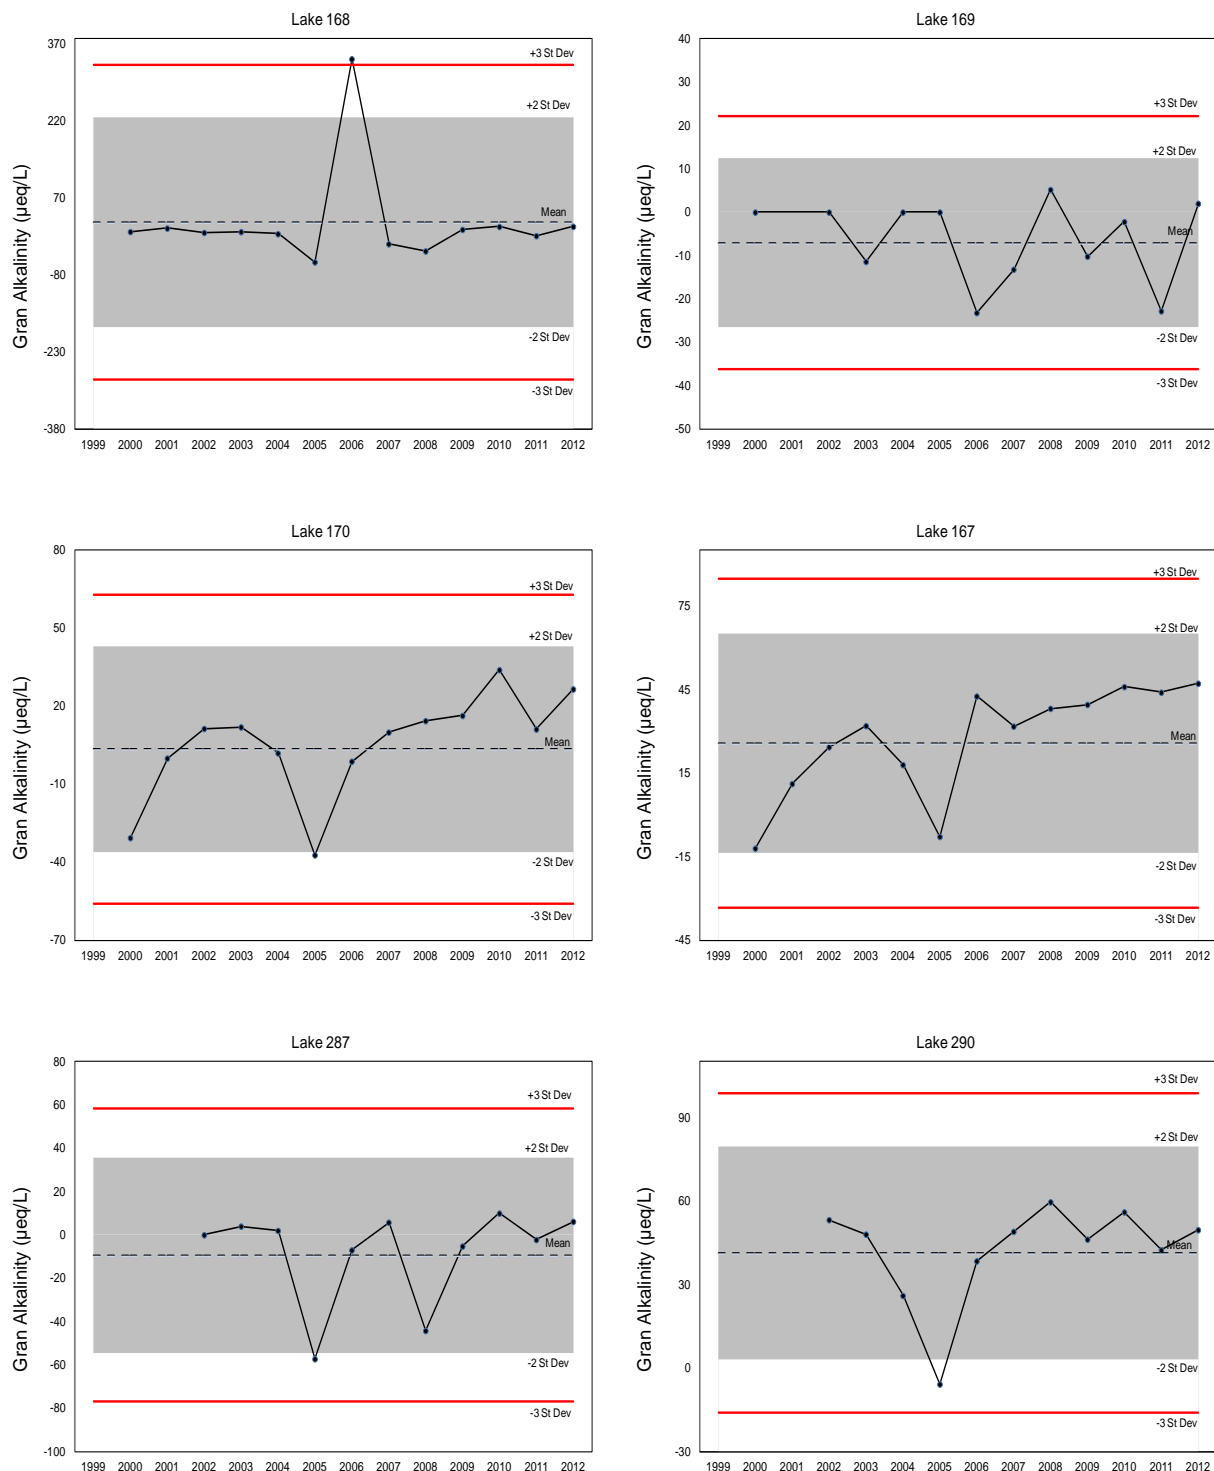 Lake 168
Gran Alkalinity (µeq/L)
370
220
70
-80
-230
-380
+3 St Dev
+2 St Dev
Mean
-2 St Dev
-3 St Dev
1999 2000 2001 2002 2003 2004 2005 2006 2007 2008 2009 2010 2011 2012
Lake 169
Gran Alkalinity (µeq/L)
40
30
20
10
0
-10
-20
-30
-40
-50
+3 St Dev
+2 St Dev
Mean
-2 St Dev
-3 St Dev
1999 2000 2001 2002 2003 2004 2005 2006 2007 2008 2009 2010 2011 2012
Lake 170
Gran Alkalinity (µeq/L)
80
50
20
-10
-40
-70
+3 St Dev
+2 St Dev
Mean
-2 St Dev
-3 St Dev
1999 2000 2001 2002 2003 2004 2005 2006 2007 2008 2009 2010 2011 2012
Lake 167
Gran Alkalinity (µeq/L)
75
45
15
-15
-45
+3 St Dev
+2 St Dev
Mean
-2 St Dev
-3 St Dev
1999 2000 2001 2002 2003 2004 2005 2006 2007 2008 2009 2010 2011 2012
Lake 287
Gran Alkalinity (µeq/L)
80
60
40
20
0
-20
-40
-60
-80
-100
+3 St Dev
+2 St Dev
Mean
-2 St Dev
-3 St Dev
1999 2000 2001 2002 2003 2004 2005 2006 2007 2008 2009 2010 2011 2012
Lake 290
Gran Alkalinity (µeq/L)
90
60
30
0
-30
+3 St Dev
+2 St Dev
Mean
-2 St Dev
-3 St Dev
1999 2000 2001 2002 2003 2004 2005 2006 2007 2008 2009 2010 2011 2012